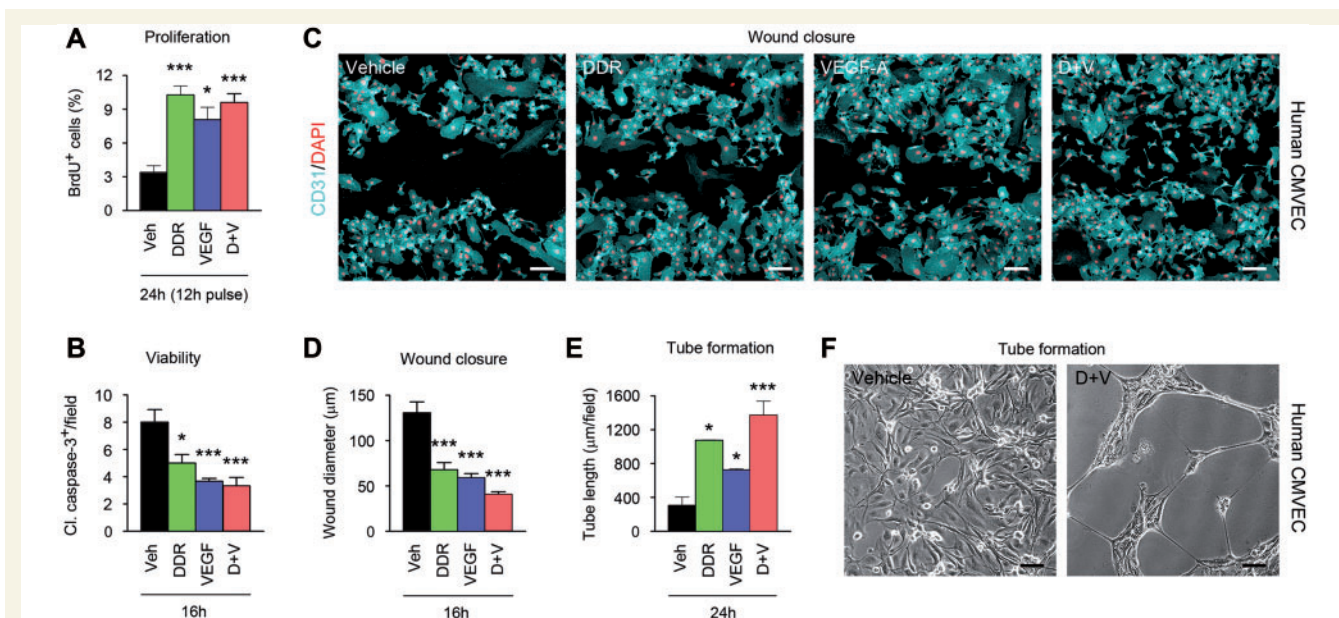 A
Proliferation
BrdU⁺ cells (%)
12
9
6
3
0
***
*
***
Veh
DDR
VEGF
D+V
24h (12h pulse)
C
Wound closure
CD31/DAPI
Vehicle
DDR
VEGF-A
D+V
Human CMVEC
B
Viability
Cl. caspase-3⁺/field
10
8
6
4
2
0
*
***
***
Veh
DDR
VEGF
D+V
16h
D
Wound closure
Wound diameter (μm)
150
100
50
0
***
***
***
Veh
DDR
VEGF
D+V
16h
E
Tube formation
Tube length (μm/field)
1600
1200
800
400
0
*
*
***
Veh
DDR
VEGF
D+V
24h
F
Tube formation
Vehicle
D+V
Human CMVEC